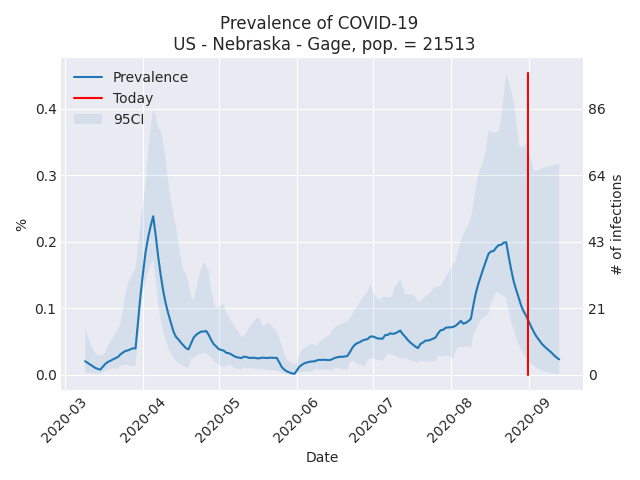 Prevalence of COVID-19
US - Nebraska - Gage, pop. = 21513
Prevalence
Today
95CI
%
0.4
0.3
0.2
0.1
0.0
86
64
43
21
0
# of infections
2020-03
2020-04
2020-05
2020-06
2020-07
2020-08
2020-09
Date